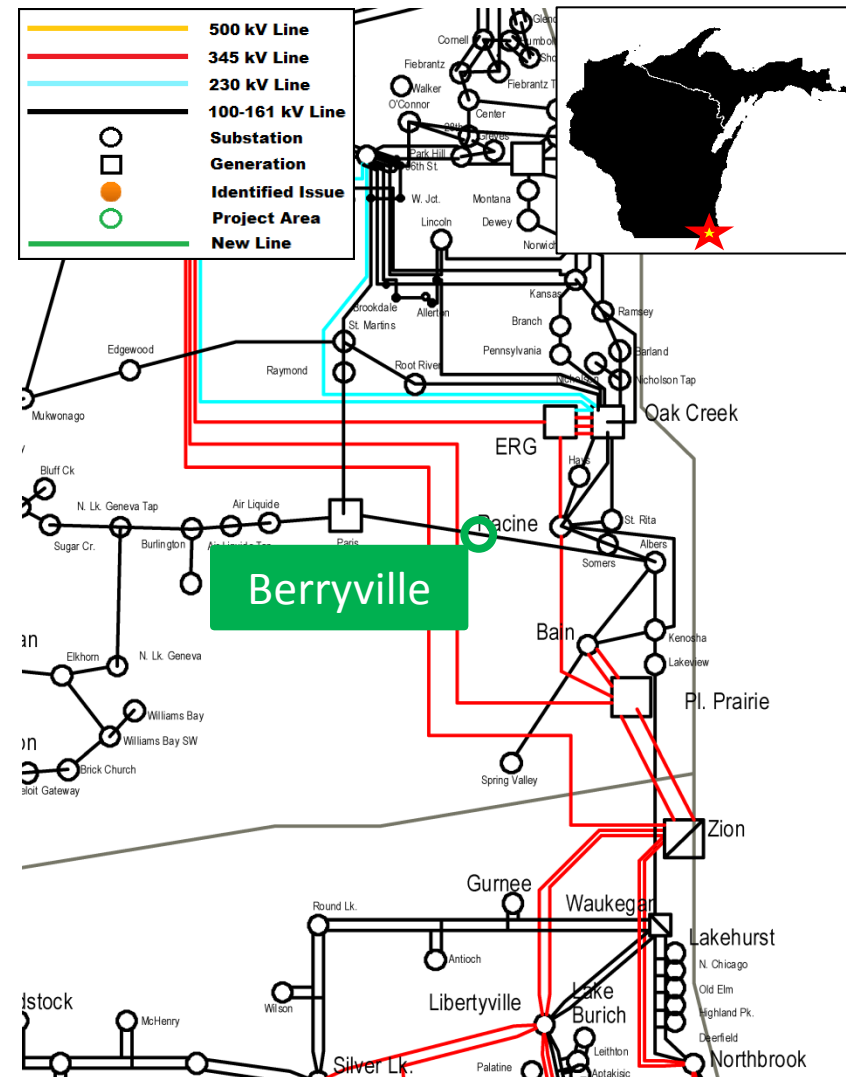 500 kV Line
345 kV Line
230 kV Line
100-161 kV Line
Substation
Generation
Identified Issue
Project Area
New Line
Cornell
Fiebrantz
Walker
O'Connor
Center
Park Hill
W. Jct.
Lincoln
Montana
Dewey
Kansas
Ramsey
Brookdale
Allerton
St. Martins
Branch
Pennsylvania
Barland
Nicholson
Nicholson Tap
Edgewood
Raymond
Root River
Mukwonago
Oak Creek
ERG
Hays
Bluff Ck
N. Lk. Geneva Tap
Air Liquide
Racine
St. Rita
Sugar Cr.
Burlington
Paris
Albers
Somers
Berryville
Bain
Kenosha
Lakeview
Elkhorn
N. Lk. Geneva
Pl. Prairie
Williams Bay
Williams Bay SW
Brick Church
Spring Valley
Zion
Gurnee
Waukegan
Round Lk.
Lakehurst
Antioch
N. Chicago
Wilson
Old Elm
Libertyville
Lake
Burich
Highland Pk.
McHenry
Deerfield
Leithton
Silver Lk.
Palatine
Aptakisic
Northbrook